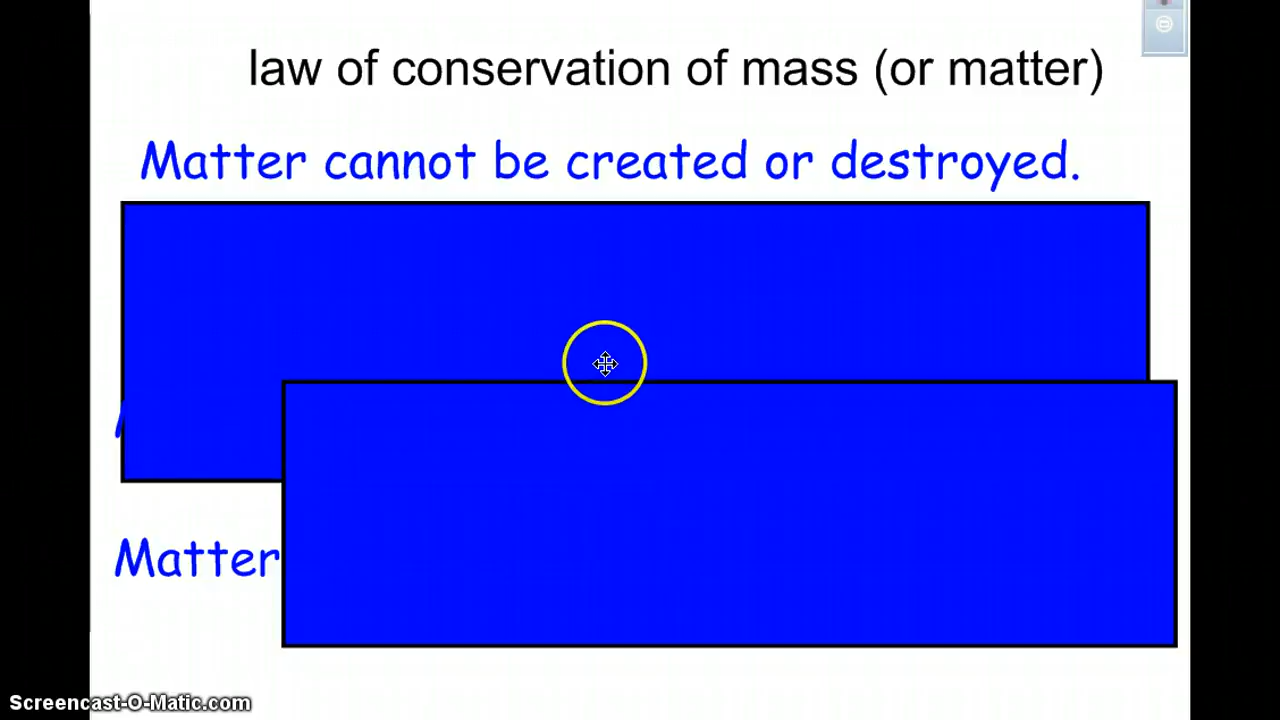 law of conservation of mass (or matter)
Matter cannot be created or destroyed.
Matter
Screencast-O-Matic.com